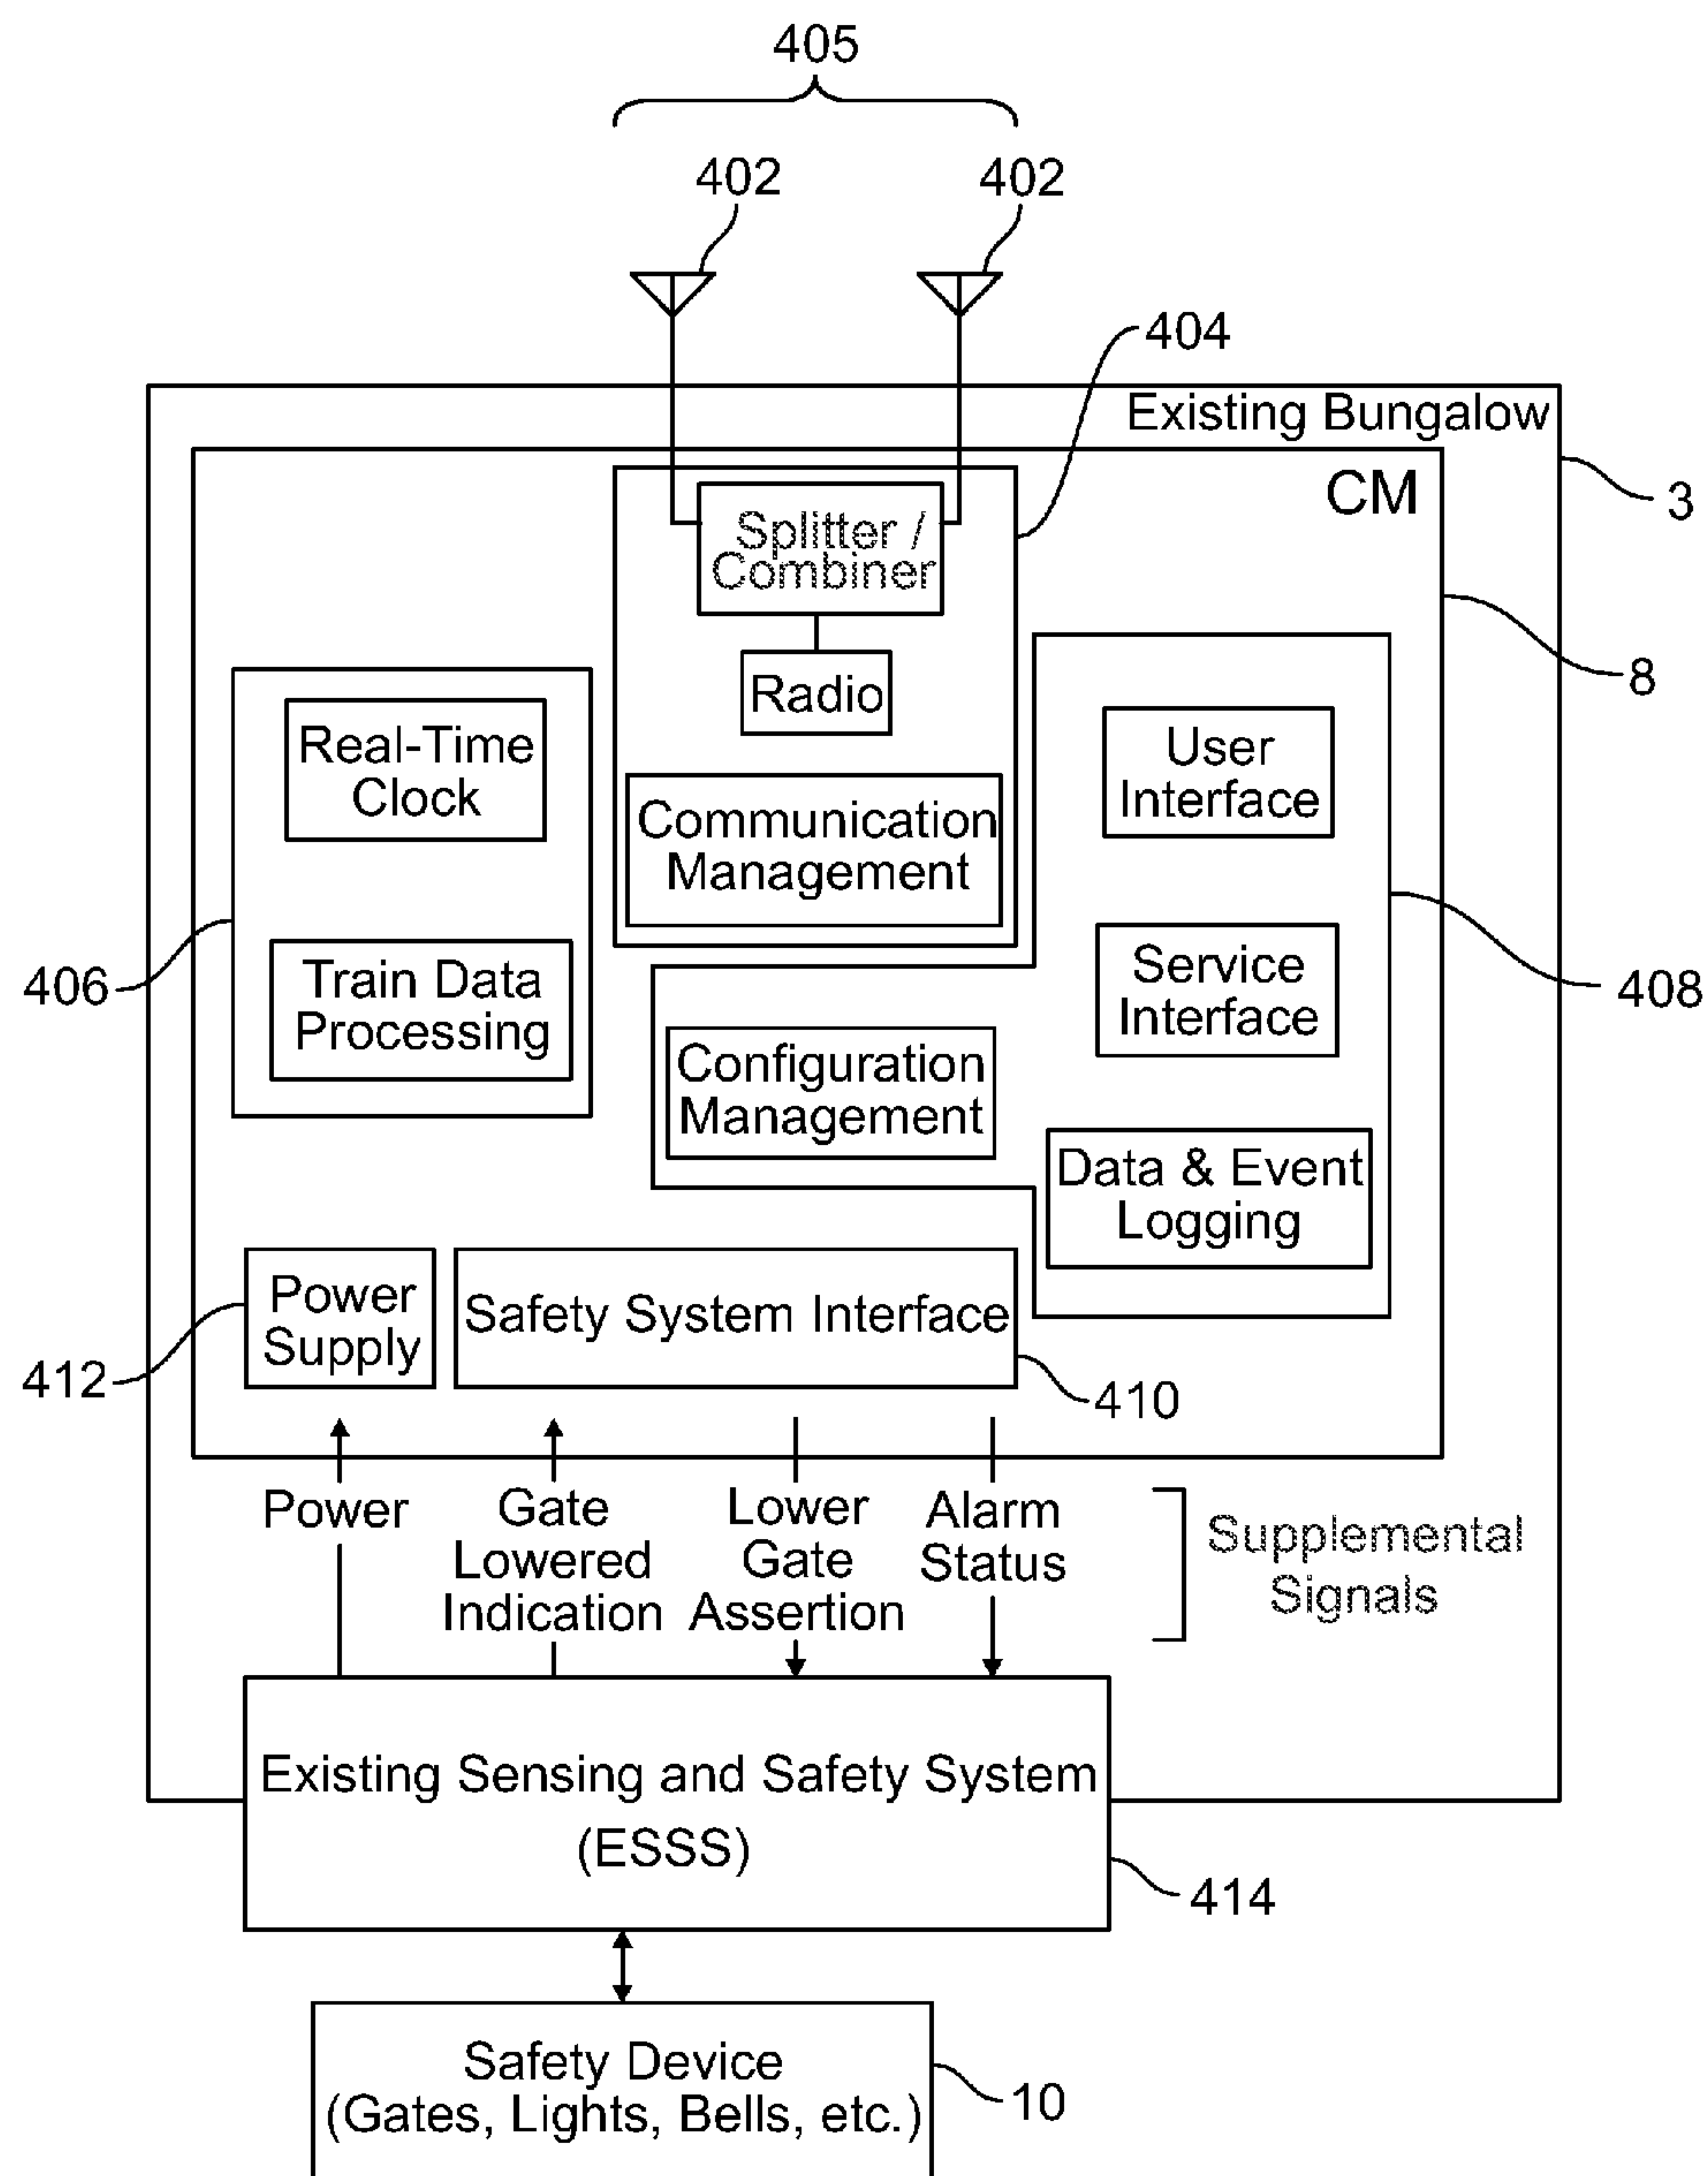 405
402
402
404
Existing Bungalow
CM
3
Splitter /
Combiner
8
Radio
Real-Time
Clock
User
Interface
Communication
Management
406
Train Data
Processing
Service
Interface
408
Configuration
Management
Data & Event
Logging
Power
Supply
Safety System Interface
412
410
Power
Gate
Lowered
Indication
Lower
Gate
Assertion
Alarm
Status
Supplemental
Signals
Existing Sensing and Safety System
(ESSS)
414
Safety Device
(Gates, Lights, Bells, etc.)
10